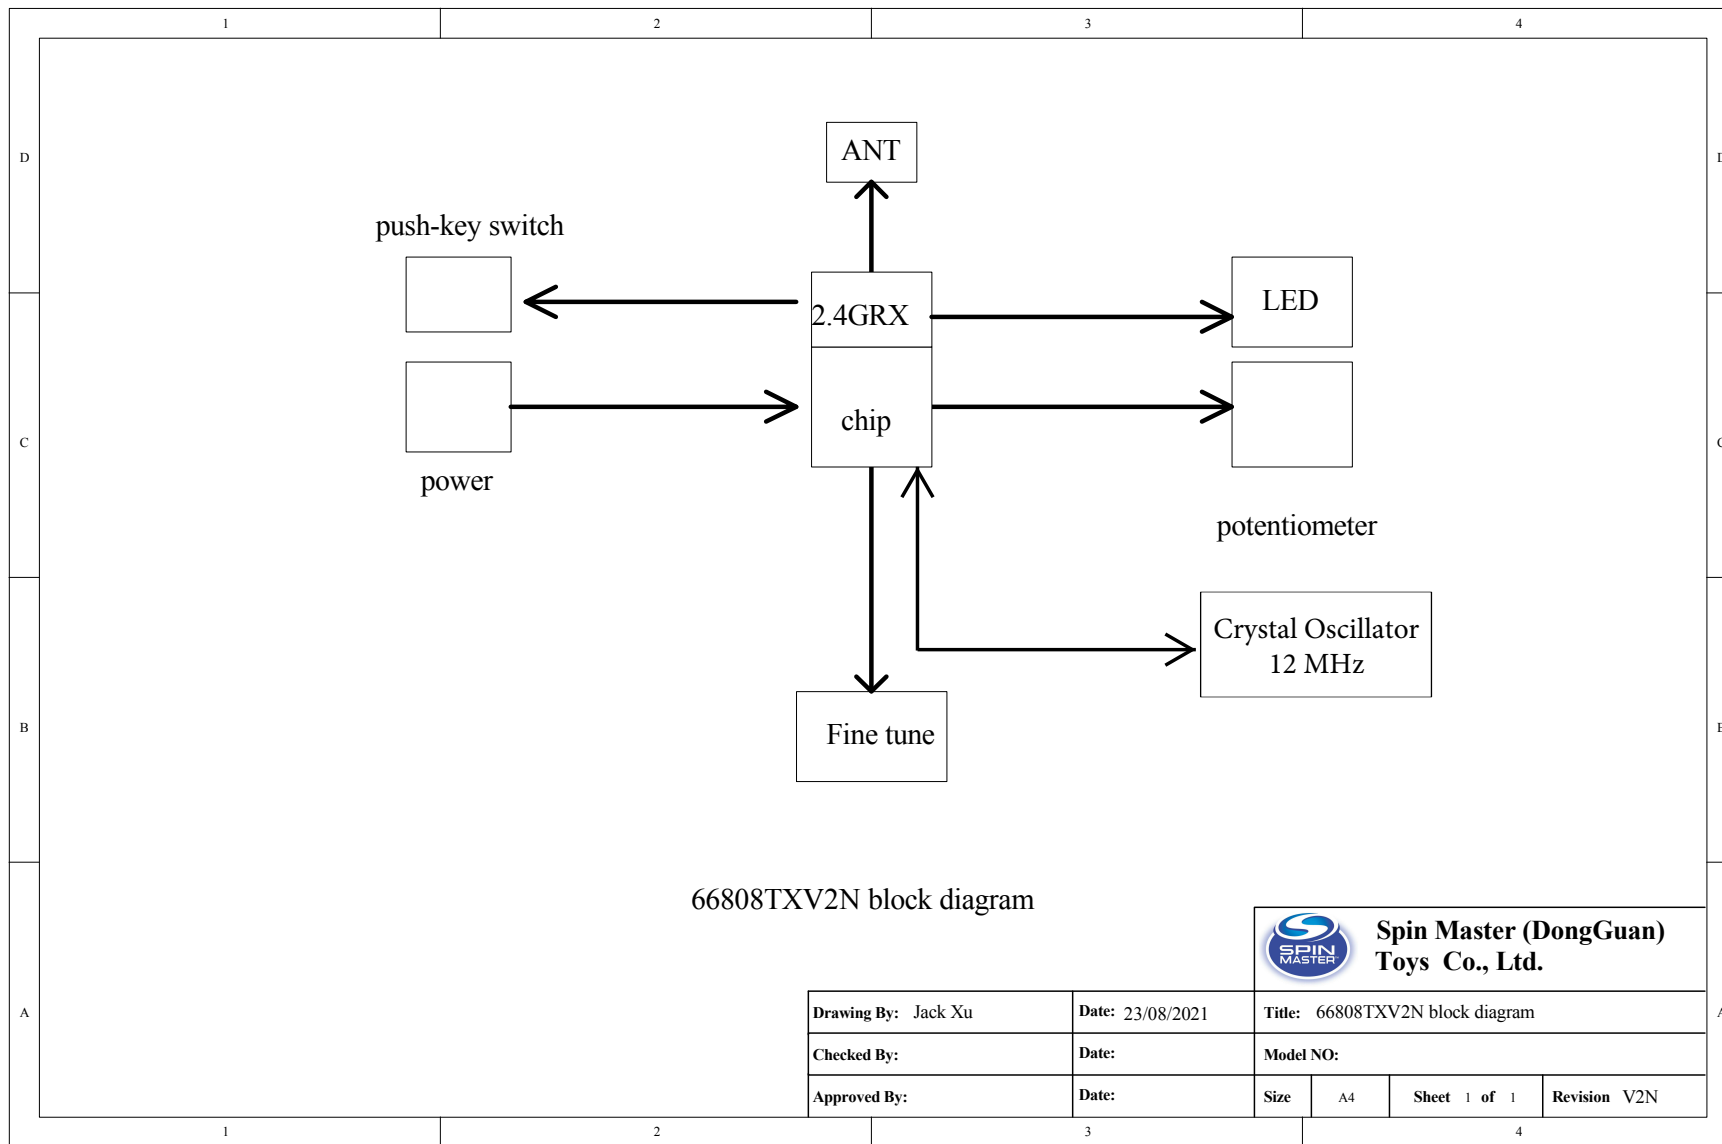 1 2 3 4
D D
ANT
push-key switch
2.4GRX
LED
chip
C C
power
potentiometer
Crystal Oscillator
12 MHz
B
Fine tune
66808TXV2N block diagram
SPIN
MASTER
Spin Master (DongGuan)
Toys Co., Ltd.
A A
Drawing By: Jack Xu Date: 23/08/2021 Title: 66808TXV2N block diagram
Checked By: Date: Model NO:
Approved By: Date: Size A4 Sheet 1 of 1 Revision V2N
1 2 3 4